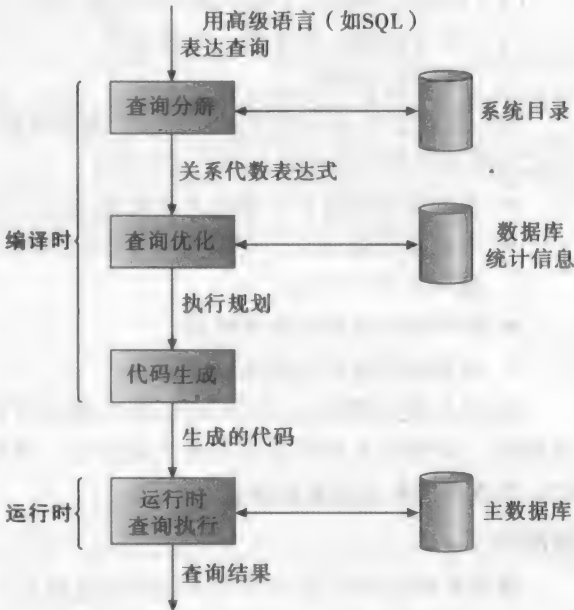 用高级语言（如SQL）
表达查询
查询分解
系统目录
关系代数表达式
编译时
查询优化
数据库
统计信息
执行规划
代码生成
生成的代码
运行时
运行时
查询执行
主数据库
查询结果